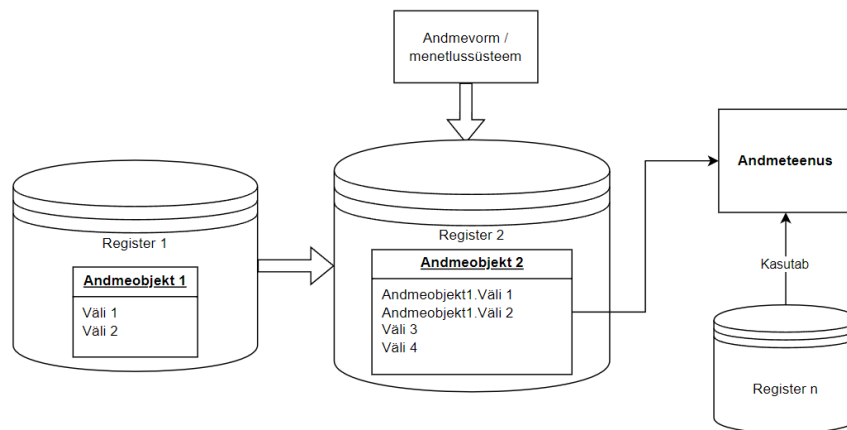 Andmevorm /
menetlussüsteem
Andmeteenus
Register 1
Register 2
Andmeobjekt 1
Väli 1
Väli 2
Andmeobjekt 2
Andmeobjekt1.Väli 1
Andmeobjekt1.Väli 2
Väli 3
Väli 4
Kasutab
Register n